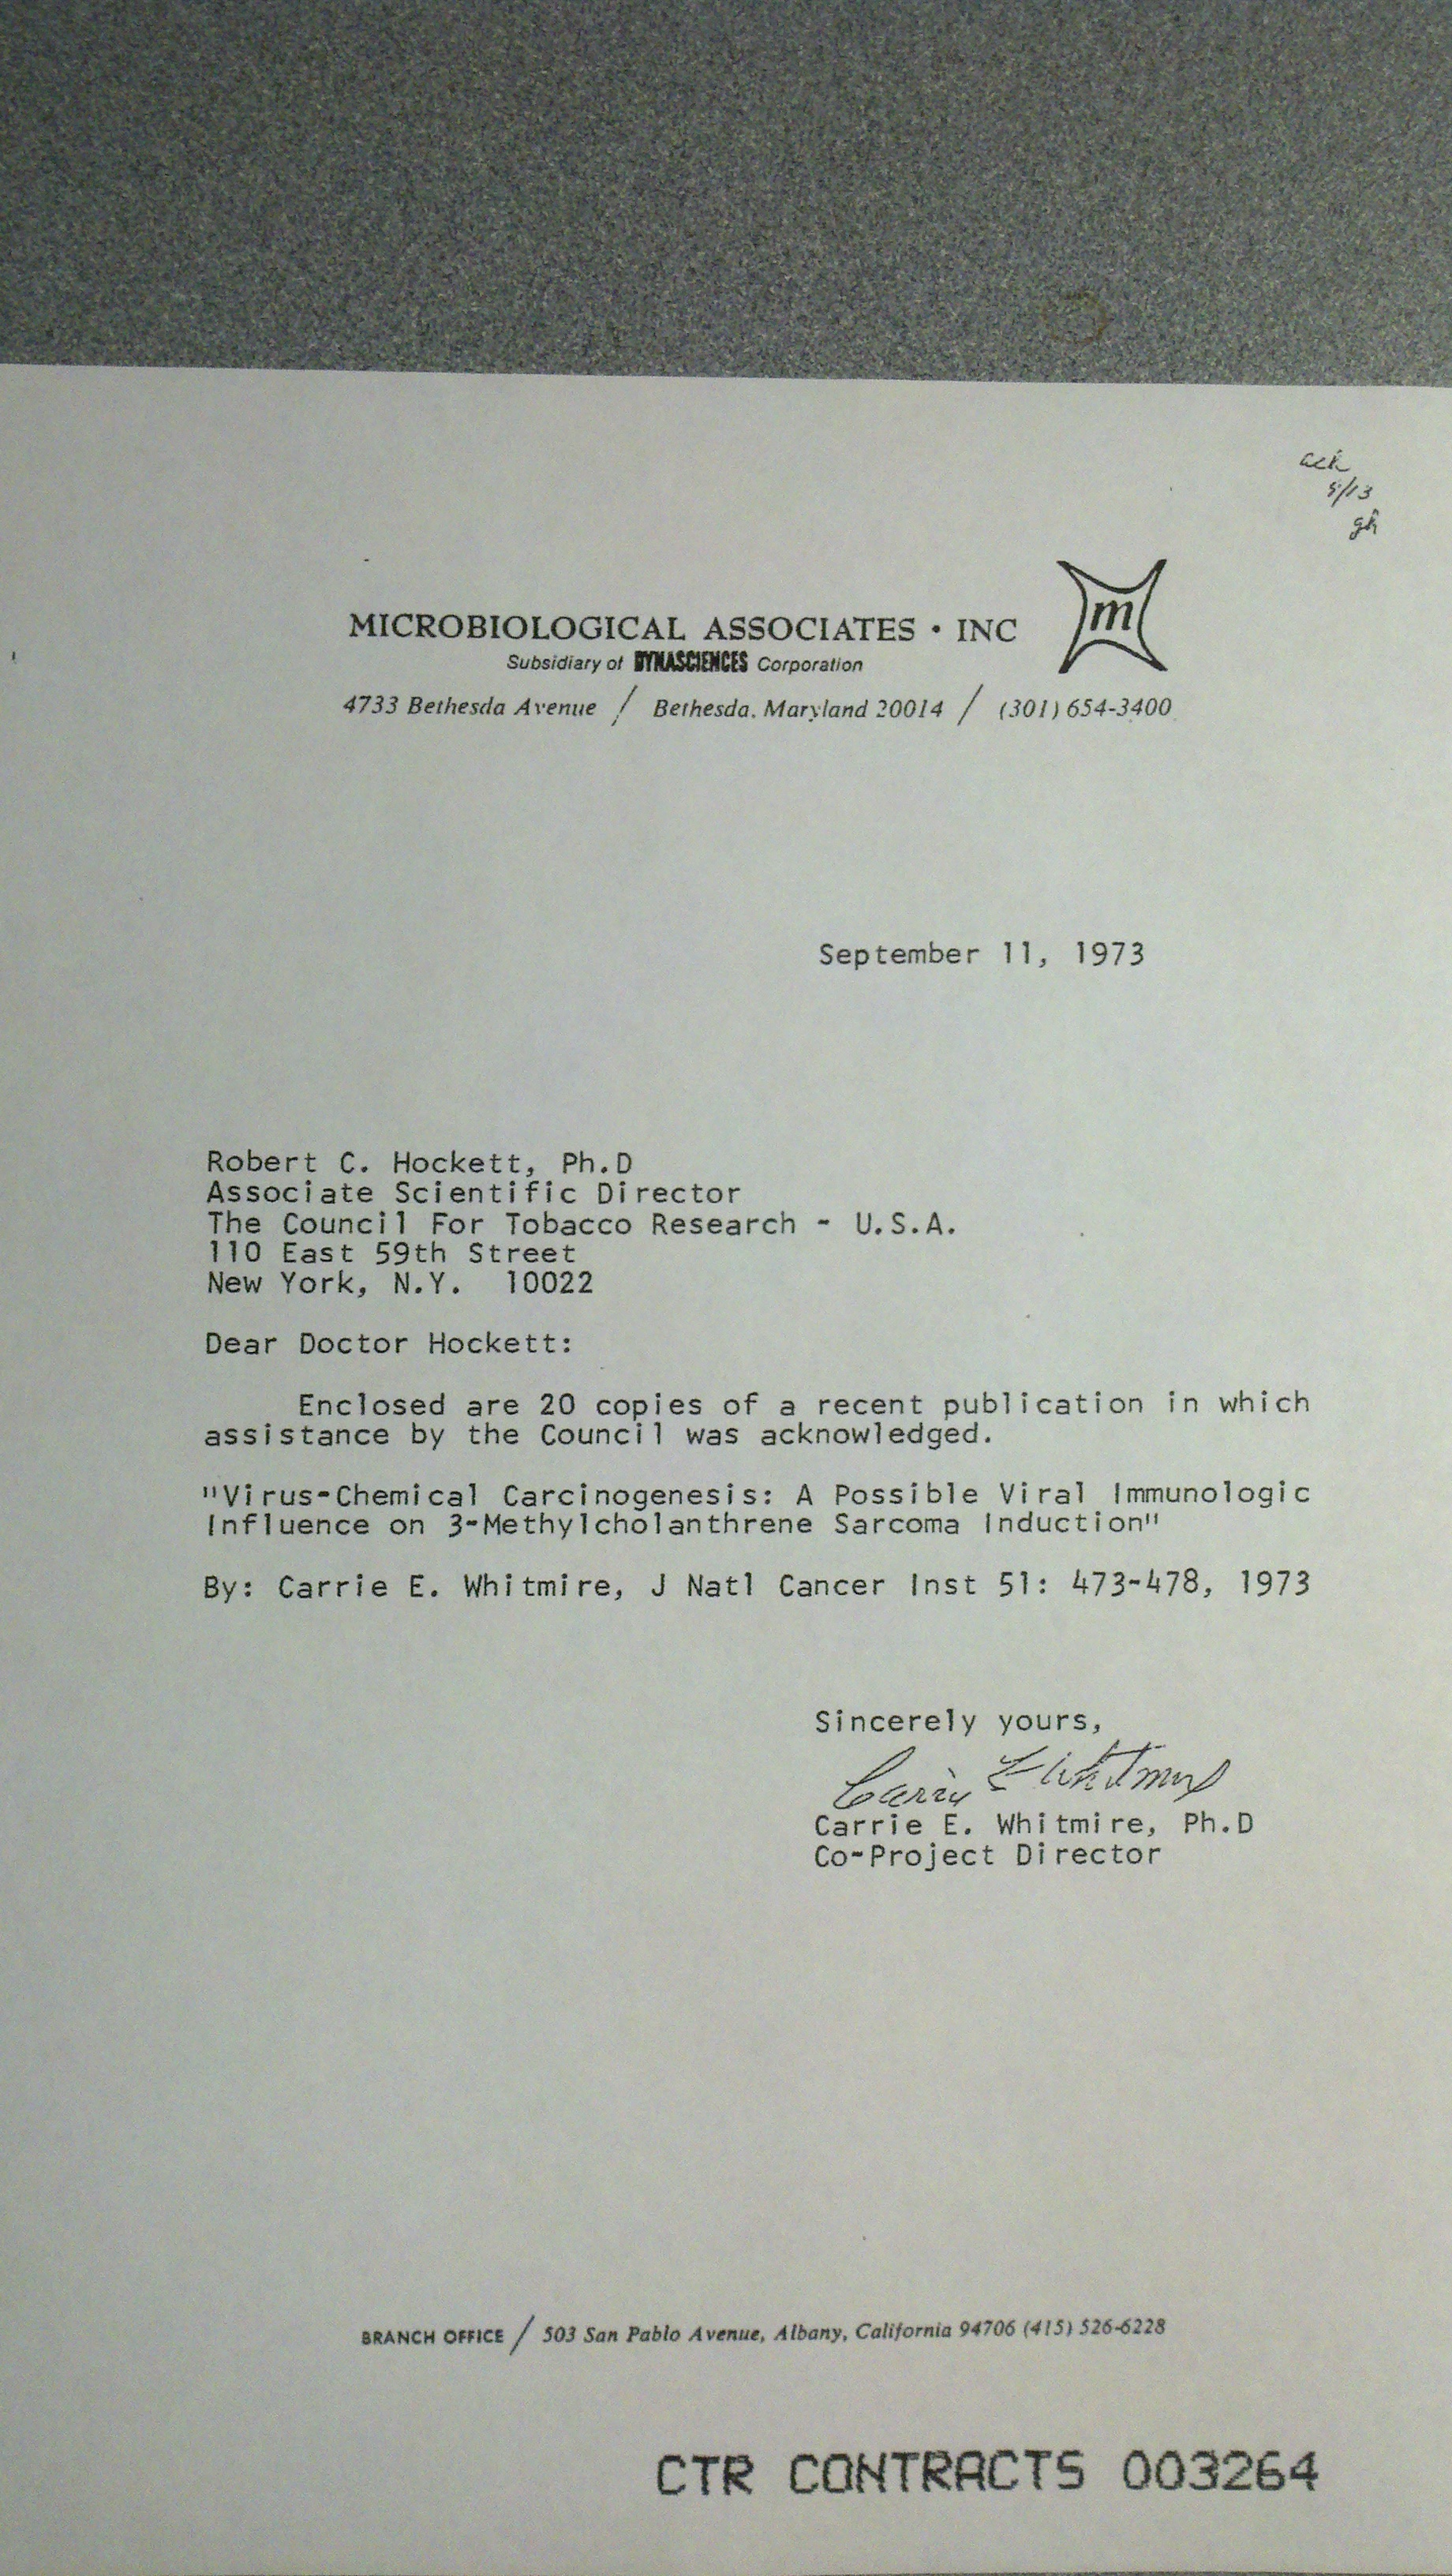 ack
gh
m
MICROBIOLOGICAL ASSOCIATES • INC
Subsidiary of DYNASCIENCES Corporation
4733 Bethesda Avenue / Bethesda, Maryland 20014 / (301) 654-3400
September 11, 1973
Robert C. Hockett, Ph.D
Associate Scientific Director
The Council For Tobacco Research - U.S.A.
110 East 59th Street
New York, N.Y. 10022
Dear Doctor Hockett:
Enclosed are 20 copies of a recent publication in which
assistance by the Council was acknowledged.
"Virus-Chemical Carcinogenesis: A Possible Viral Immunologic
Influence on 3-Methylcholanthrene Sarcoma Induction"
By: Carrie E. Whitmire, J Natl Cancer Inst 51: 473-478, 1973
Sincerely yours,
Carrie E Whitmire
Carrie E. Whitmire, Ph.D
Co-Project Director
BRANCH OFFICE / 503 San Pablo Avenue, Albany, California 94706 (415) 526-6228
CTR CONTRACTS 003264